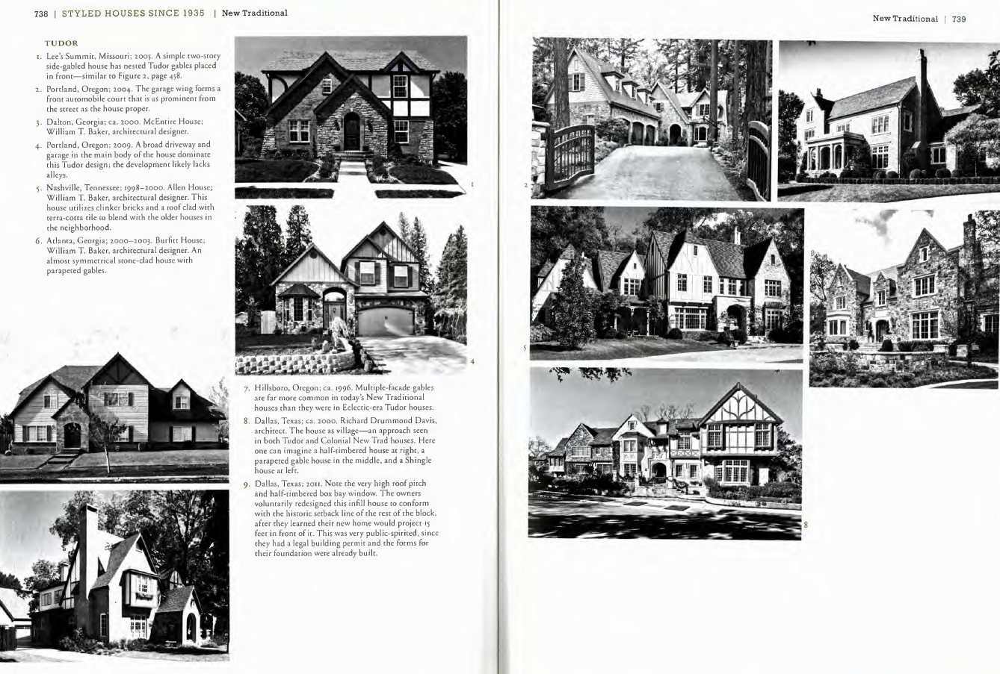 738 | STYLED HOUSES SINCE 1935 | New Traditional
TUDOR
1. Lee's Summit, Missouri; 2005. A simple two-story
side-gabled house has nested Tudor gables placed
in front—similar to Figure 2, page 458.
2. Portland, Oregon; 2004. The garage wing forms a
front automobile court that is as prominent from
the street as the house proper.
3. Dalton, Georgia; ca. 2000. McEntire House;
William T. Baker, architectural designer.
4. Portland, Oregon; 2009. A broad driveway and
garage in the main body of the house dominate
this Tudor design; the development likely lacks
alleys.
5. Nashville, Tennessee; 1998–2000. Allen House;
William T. Baker, architectural designer. This
house utilizes clinker bricks and a roof clad with
terra-cotta tile to blend with the older houses in
the neighborhood.
6. Atlanta, Georgia; 2000–2003. Burfitt House;
William T. Baker, architectural designer. An
almost symmetrical stone-clad house with
parapeted gables.
1
4
7. Hillsboro, Oregon; ca. 1996. Multiple-facade gables
are far more common in today's New Traditional
houses than they were in Eclectic-era Tudor houses.
8. Dallas, Texas; ca. 2000. Richard Drummond Davis,
architect. The house as village—an approach seen
in both Tudor and Colonial New Trad houses. Here
one can imagine a half-timbered house at right, a
parapeted gable house in the middle, and a Shingle
house at left.
9. Dallas, Texas; 2011. Note the very high roof pitch
and half-timbered box bay window. The owners
voluntarily redesigned this infill house to conform
with the historic setback line of the rest of the block,
after they learned their new home would project 15
feet in front of it. This was very public-spirited, since
they had a legal building permit and the forms for
their foundation were already built.
New Traditional | 739
2
5
8